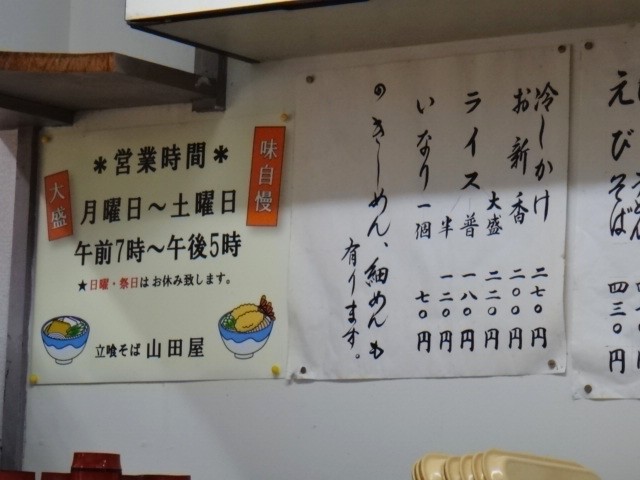 大盛
味自慢
＊営業時間＊
月曜日〜土曜日
午前7時〜午後5時
★日曜・祭日はお休み致します。
立喰そば 山田屋
えびそば 四三〇円
冷しかけ 二七〇円
お新香 二〇〇円
ライス 大盛 二二〇円
普 一八〇円
半 一二〇円
いなり 一個 七〇円
のきしめん、細めんも
有ります。